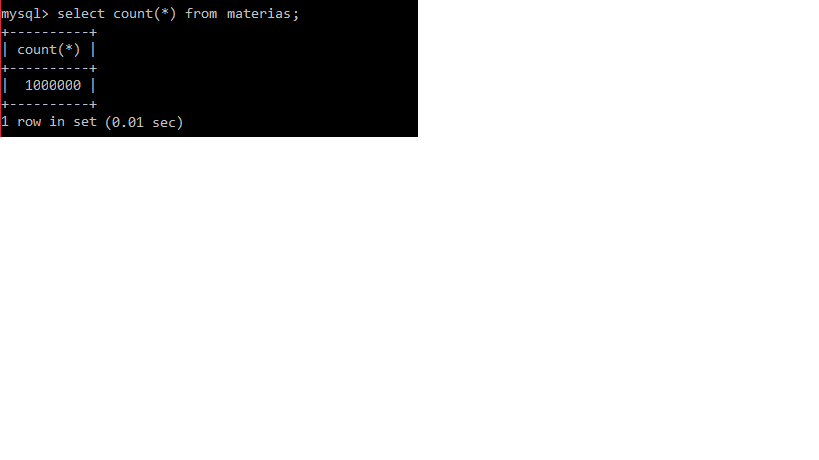 mysql> select count(*) from materias;
+----------+
| count(*) |
+----------+
|  1000000 |
+----------+
1 row in set (0.01 sec)